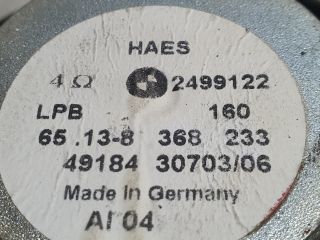 HAES
4 Ω 2499122
LPB 160
65 .13-8 368 233
49184 30703/06
Made In Germany
AI 04